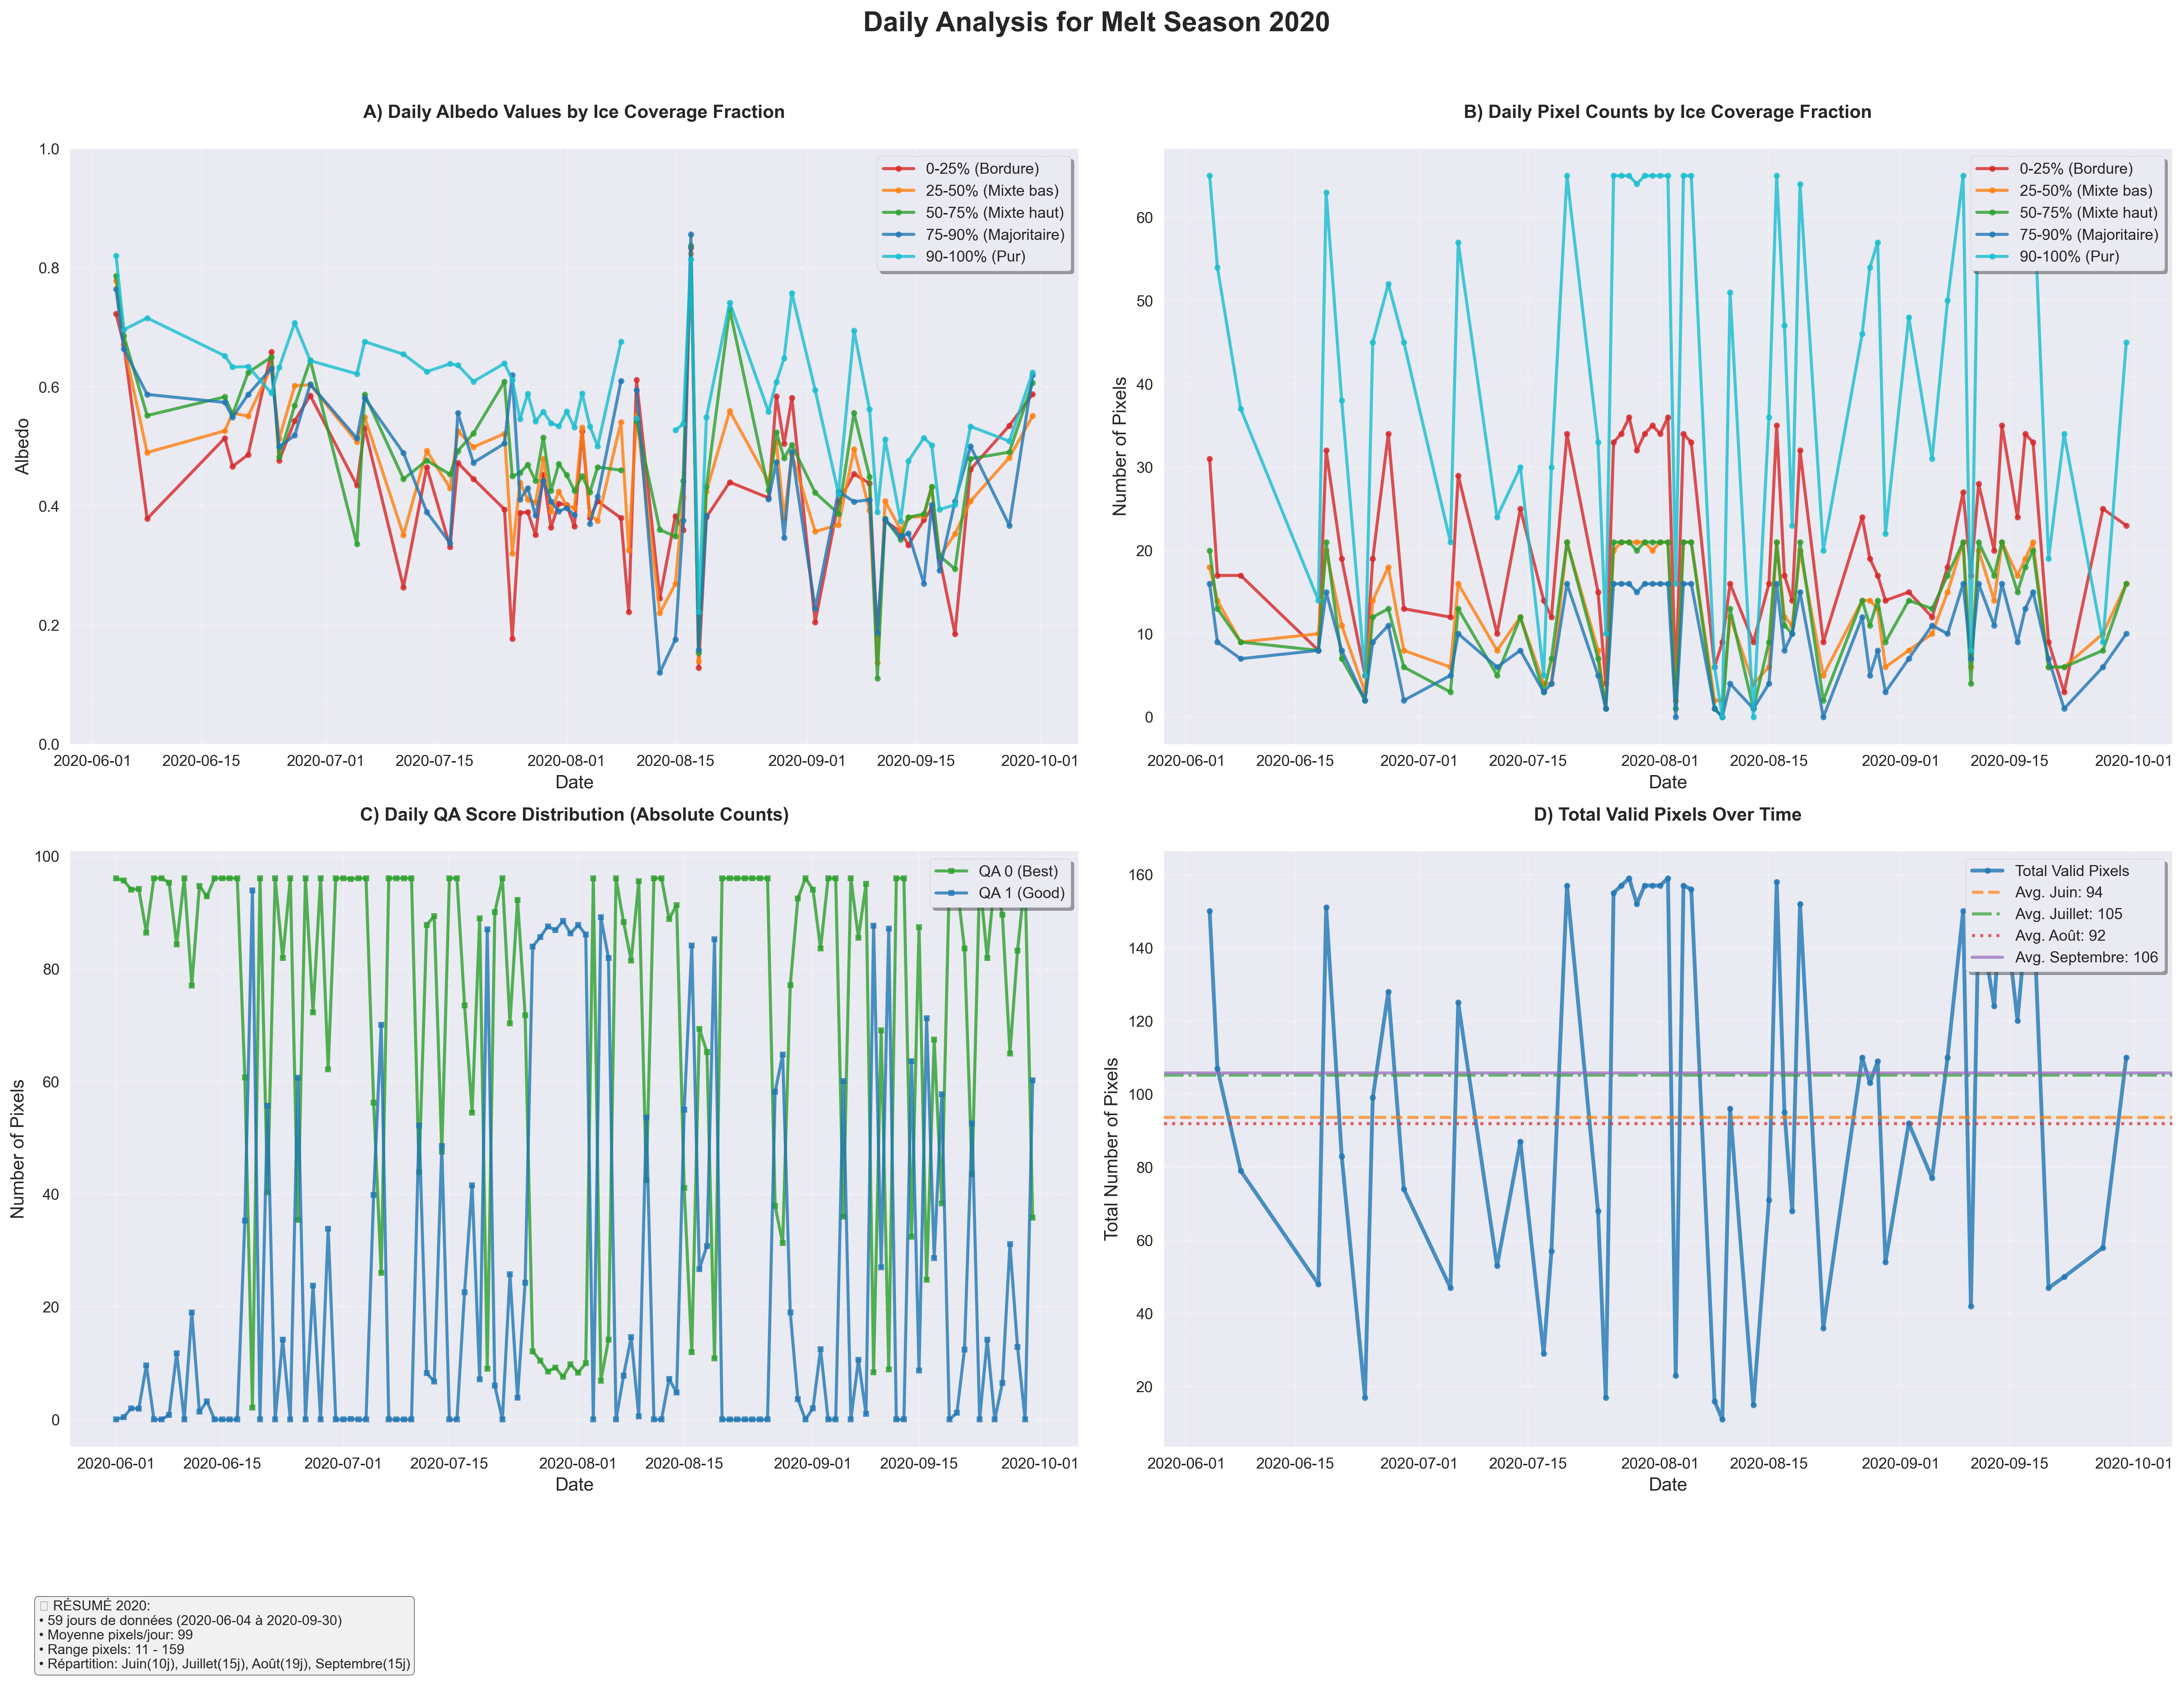 Daily Analysis for Melt Season 2020
A) Daily Albedo Values by Ice Coverage Fraction
1.0
0.8
0.6
0.4
0.2
0.0
Albedo
0-25% (Bordure)
25-50% (Mixte bas)
50-75% (Mixte haut)
75-90% (Majoritaire)
90-100% (Pur)
2020-06-01 2020-06-15 2020-07-01 2020-07-15 2020-08-01 2020-08-15 2020-09-01 2020-09-15 2020-10-01
Date
B) Daily Pixel Counts by Ice Coverage Fraction
60
50
40
30
20
10
0
Number of Pixels
0-25% (Bordure)
25-50% (Mixte bas)
50-75% (Mixte haut)
75-90% (Majoritaire)
90-100% (Pur)
2020-06-01 2020-06-15 2020-07-01 2020-07-15 2020-08-01 2020-08-15 2020-09-01 2020-09-15 2020-10-01
Date
C) Daily QA Score Distribution (Absolute Counts)
100
80
60
40
20
0
Number of Pixels
QA 0 (Best)
QA 1 (Good)
2020-06-01 2020-06-15 2020-07-01 2020-07-15 2020-08-01 2020-08-15 2020-09-01 2020-09-15 2020-10-01
Date
D) Total Valid Pixels Over Time
160
140
120
100
80
60
40
20
Total Number of Pixels
Total Valid Pixels
Avg. Juin: 94
Avg. Juillet: 105
Avg. Août: 92
Avg. Septembre: 106
2020-06-01 2020-06-15 2020-07-01 2020-07-15 2020-08-01 2020-08-15 2020-09-01 2020-09-15 2020-10-01
Date
RÉSUMÉ 2020:
• 59 jours de données (2020-06-04 à 2020-09-30)
• Moyenne pixels/jour: 99
• Range pixels: 11 - 159
• Répartition: Juin(10j), Juillet(15j), Août(19j), Septembre(15j)